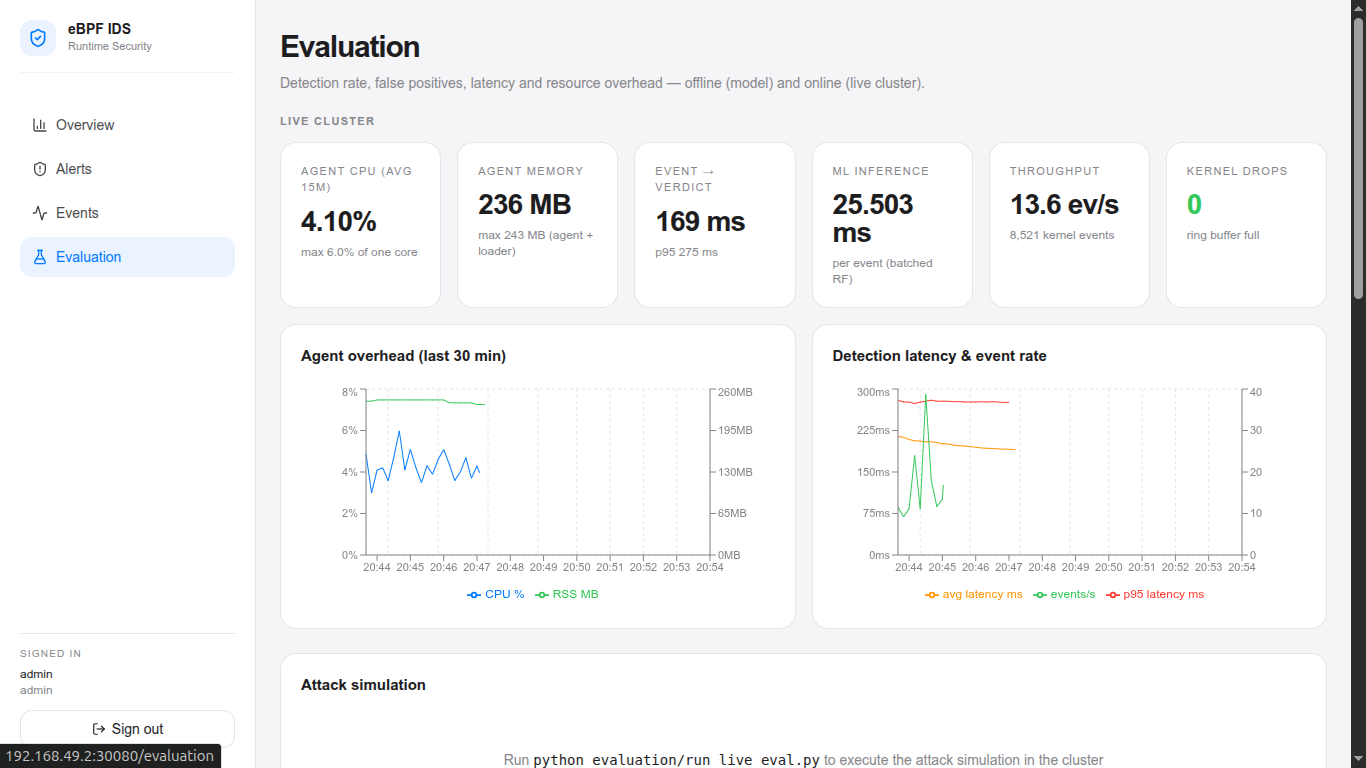 eBPF IDS
Runtime Security
Overview
Alerts
Events
Evaluation
SIGNED IN
admin
admin
Sign out
192.168.49.2:30080/evaluation
Evaluation
Detection rate, false positives, latency and resource overhead — offline (model) and online (live cluster).
LIVE CLUSTER
AGENT CPU (AVG
15M)
4.10%
max 6.0% of one core
AGENT MEMORY
236 MB
max 243 MB (agent +
loader)
EVENT →
VERDICT
169 ms
p95 275 ms
ML INFERENCE
25.503
ms
per event (batched
RF)
THROUGHPUT
13.6 ev/s
8,521 kernel events
KERNEL DROPS
0
ring buffer full
Agent overhead (last 30 min)
8%
6%
4%
2%
0%
260MB
195MB
130MB
65MB
0MB
20:44 20:45 20:46 20:47 20:48 20:49 20:50 20:51 20:52 20:53 20:54
CPU % RSS MB
Detection latency & event rate
300ms
225ms
150ms
75ms
0ms
40
30
20
10
0
20:44 20:45 20:46 20:47 20:48 20:49 20:50 20:51 20:52 20:53 20:54
avg latency ms events/s p95 latency ms
Attack simulation
Run python evaluation/run_live_eval.py to execute the attack simulation in the cluster